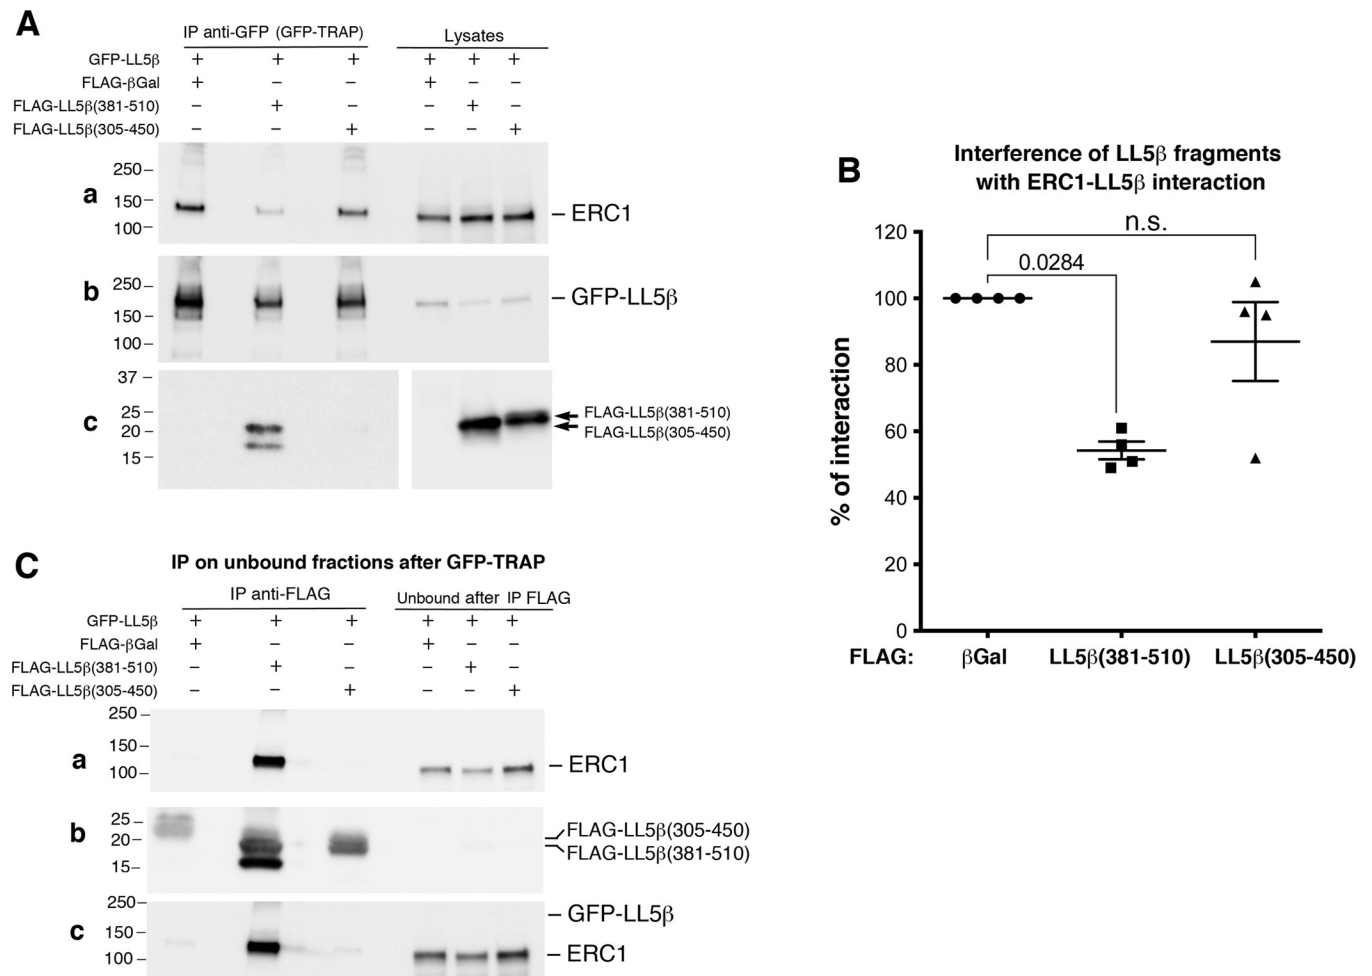 A
IP anti-GFP (GFP-TRAP)
Lysates
GFP-LL5β + + + + + +
FLAG-βGal + − − + − −
FLAG-LL5β(381-510) − + − − + −
FLAG-LL5β(305-450) − − + − − +
a
250
150
100
ERC1
b
250
150
100
GFP-LL5β
c
37
25
20
15
FLAG-LL5β(381-510)
FLAG-LL5β(305-450)
B
Interference of LL5β fragments
with ERC1-LL5β interaction
n.s.
0.0284
% of interaction
120
100
80
60
40
20
0
FLAG: βGal LL5β(381-510) LL5β(305-450)
C
IP on unbound fractions after GFP-TRAP
IP anti-FLAG
Unbound after IP FLAG
GFP-LL5β + + + + + +
FLAG-βGal + − − + − −
FLAG-LL5β(381-510) − + − − + −
FLAG-LL5β(305-450) − − + − − +
a
250
150
100
ERC1
b
25
20
15
FLAG-LL5β(305-450)
FLAG-LL5β(381-510)
c
250
150
100
GFP-LL5β
ERC1